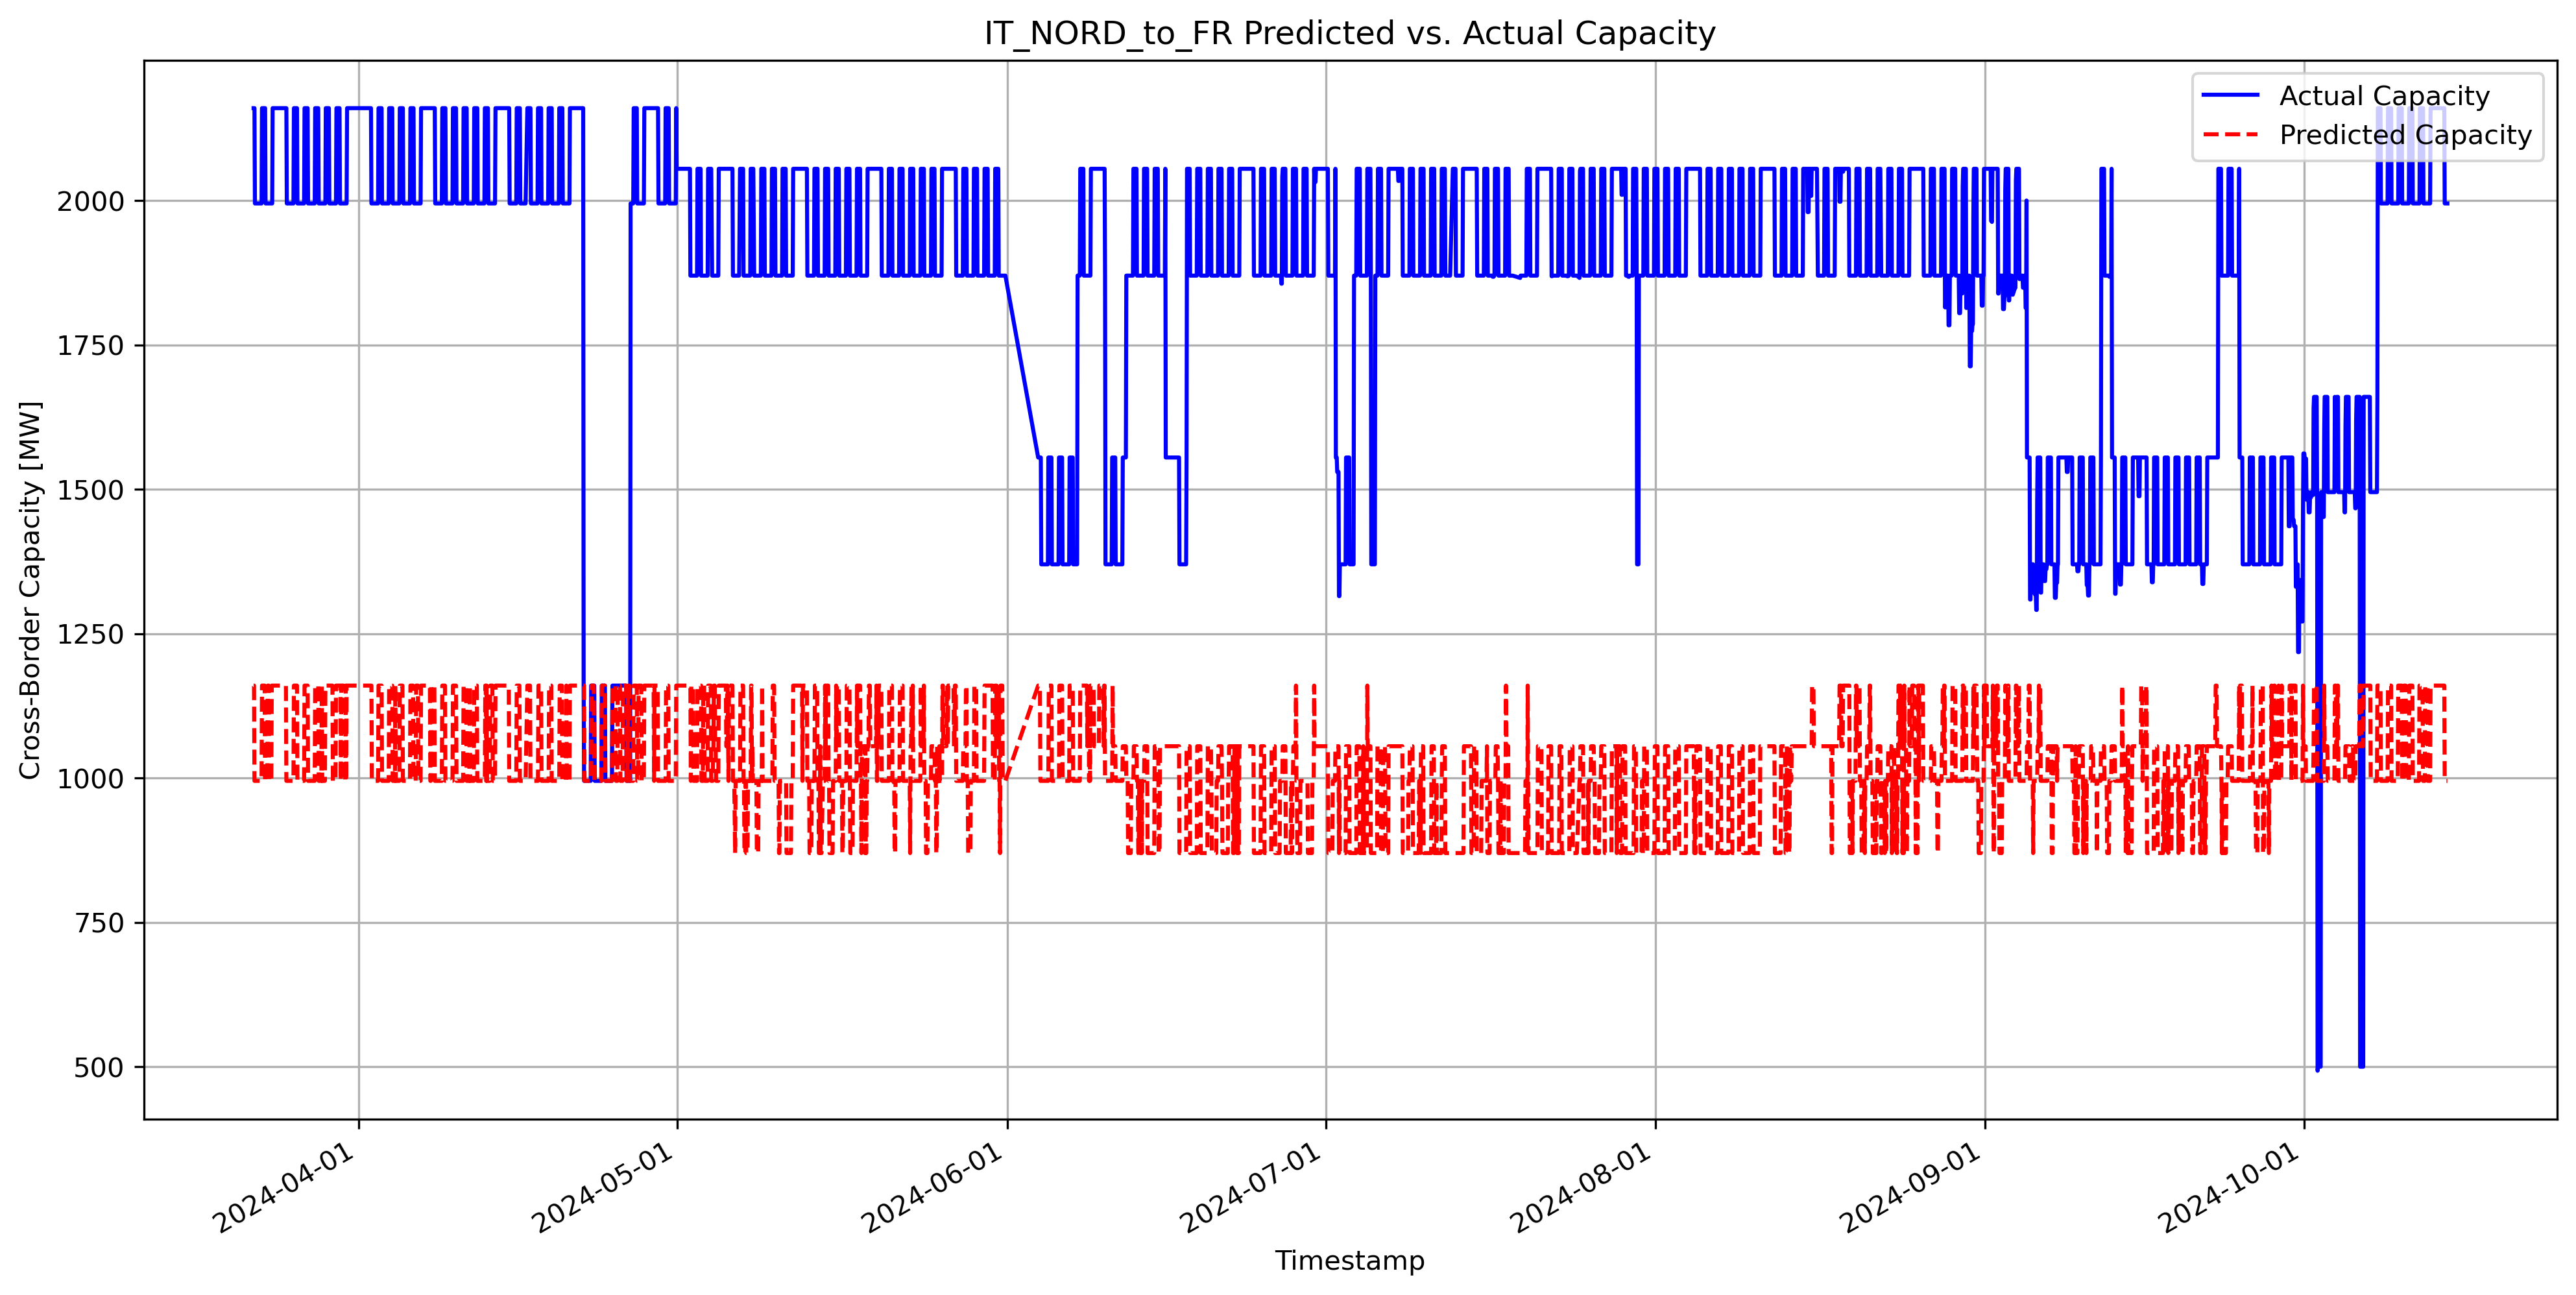 IT_NORD_to_FR Predicted vs. Actual Capacity
Actual Capacity
Predicted Capacity
Cross-Border Capacity [MW]
2000
1750
1500
1250
1000
750
500
2024-04-01
2024-05-01
2024-06-01
2024-07-01
2024-08-01
2024-09-01
2024-10-01
Timestamp